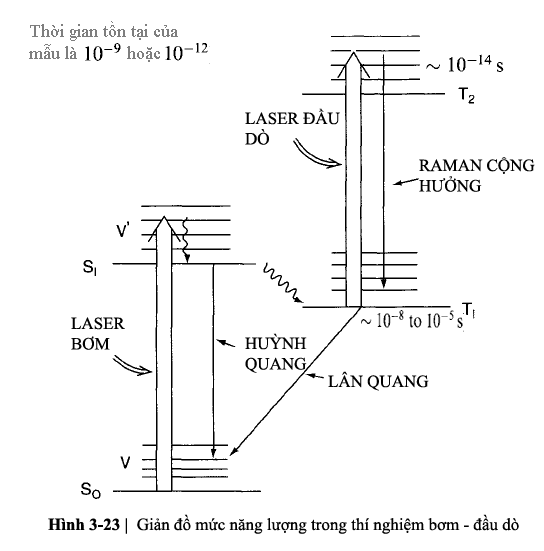 Thời gian tồn tại của
mẫu là 10⁻⁹ hoặc 10⁻¹²
~ 10⁻¹⁴ s
T₂
LASER ĐẦU
DÒ
RAMAN CỘNG
HƯỞNG
V'
S₁
T₁
~ 10⁻⁸ to 10⁻⁵ s
LASER
BƠM
HUỲNH
QUANG
LÂN QUANG
V
S₀
Hình 3-23 | Giản đồ mức năng lượng trong thí nghiệm bơm - đầu dò